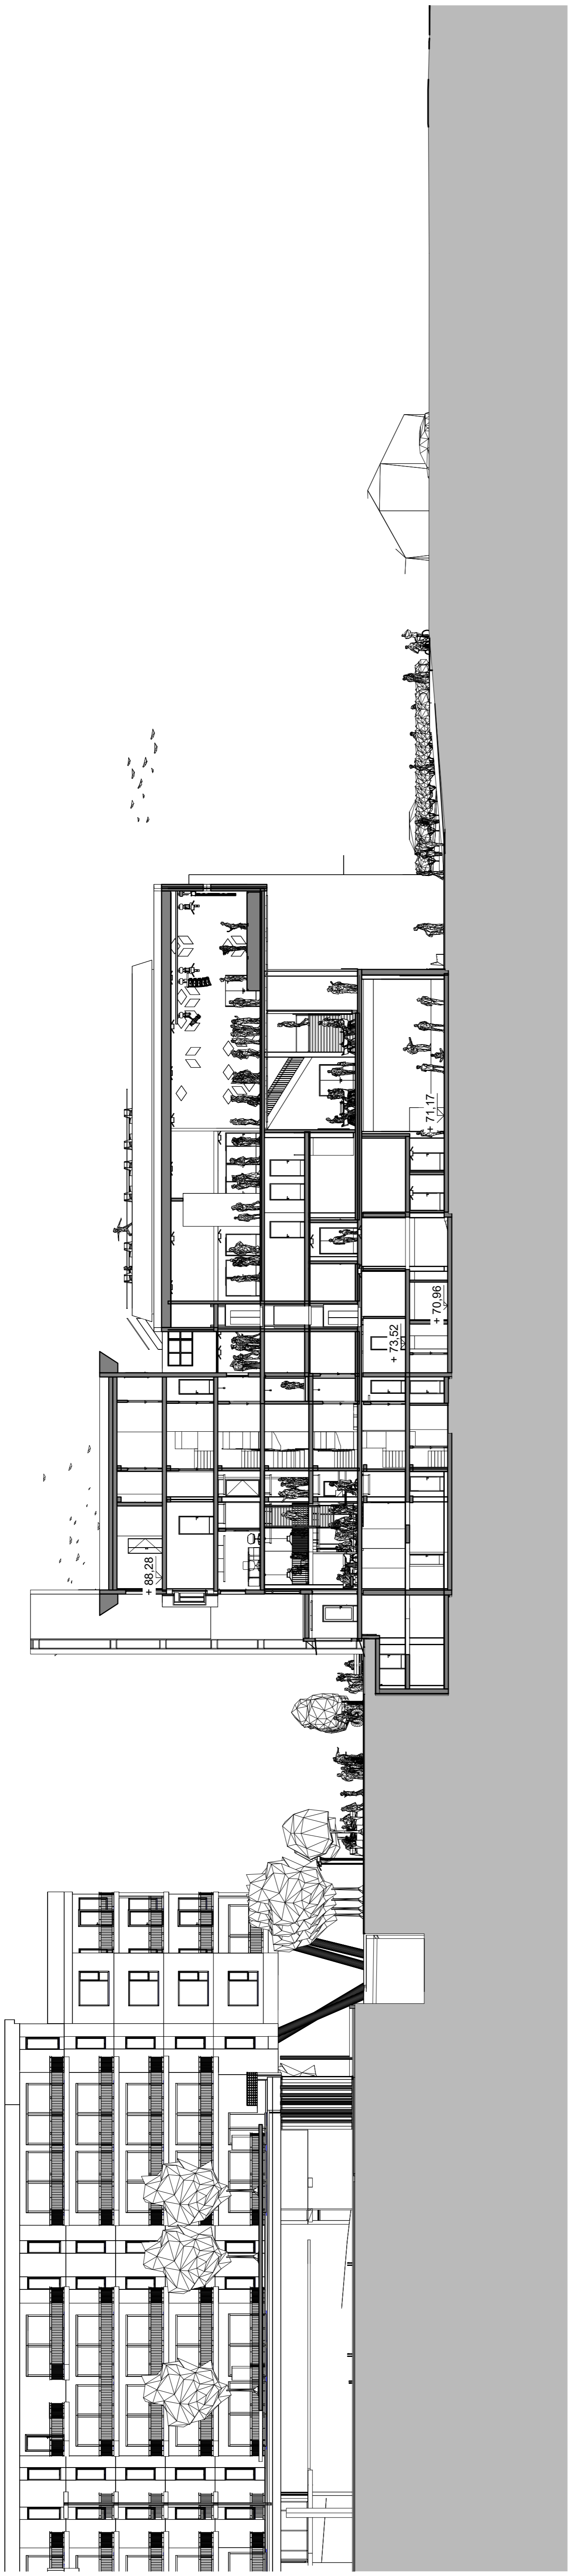 + 88,28
+ 73,52
+ 71,17
+ 70,96